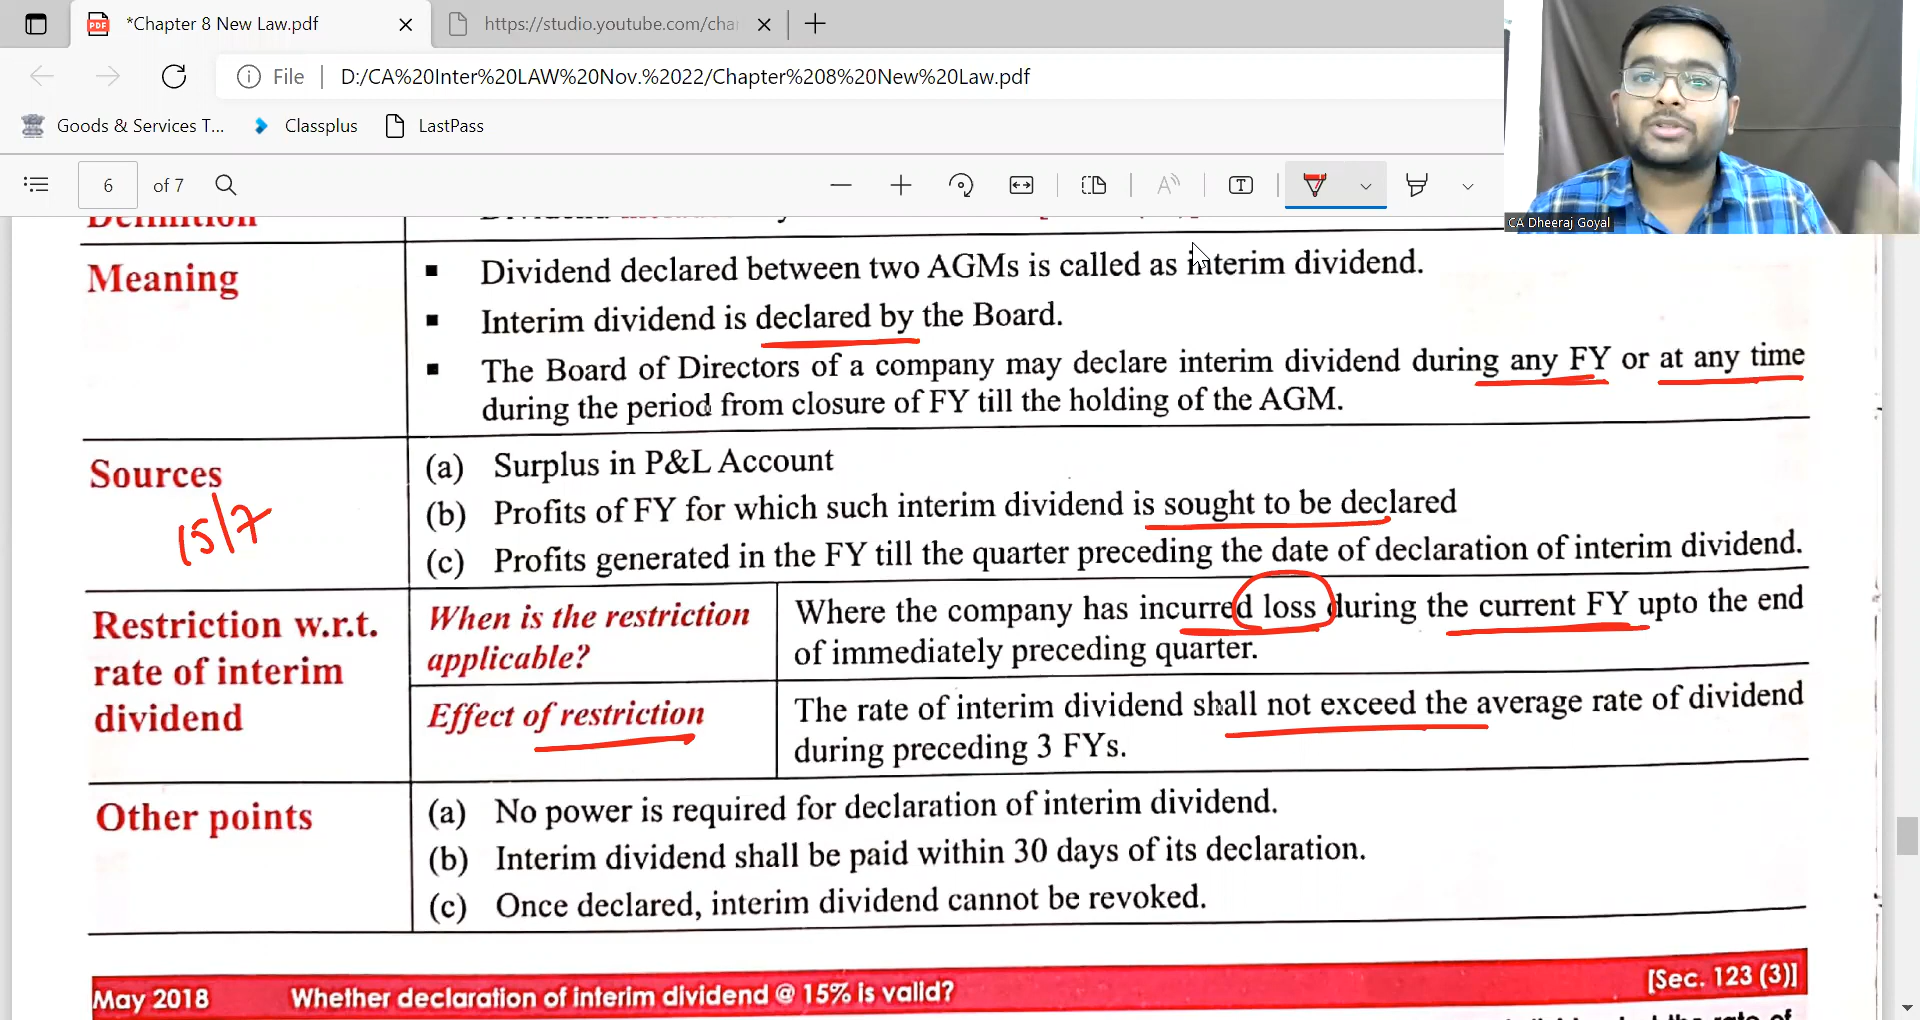 *Chapter 8 New Law.pdf
https://studio.youtube.com/cha
File
D:/CA%20Inter%20LAW%20Nov.%2022/Chapter%208%20New%20Law.pdf
Goods & Services T...
Classplus
LastPass
6 of 7
CA Dheeraj Goyal
Definition
Meaning
▪ Dividend declared between two AGMs is called as interim dividend.
▪ Interim dividend is declared by the Board.
▪ The Board of Directors of a company may declare interim dividend during any FY or at any time
during the period from closure of FY till the holding of the AGM.
Sources
15/7
(a) Surplus in P&L Account
(b) Profits of FY for which such interim dividend is sought to be declared
(c) Profits generated in the FY till the quarter preceding the date of declaration of interim dividend.
Restriction w.r.t.
rate of interim
dividend
When is the restriction
applicable?
Where the company has incurred loss during the current FY upto the end
of immediately preceding quarter.
Effect of restriction
The rate of interim dividend shall not exceed the average rate of dividend
during preceding 3 FYs.
Other points
(a) No power is required for declaration of interim dividend.
(b) Interim dividend shall be paid within 30 days of its declaration.
(c) Once declared, interim dividend cannot be revoked.
May 2018 Whether declaration of interim dividend @ 15% is valid? [Sec. 123 (3)]